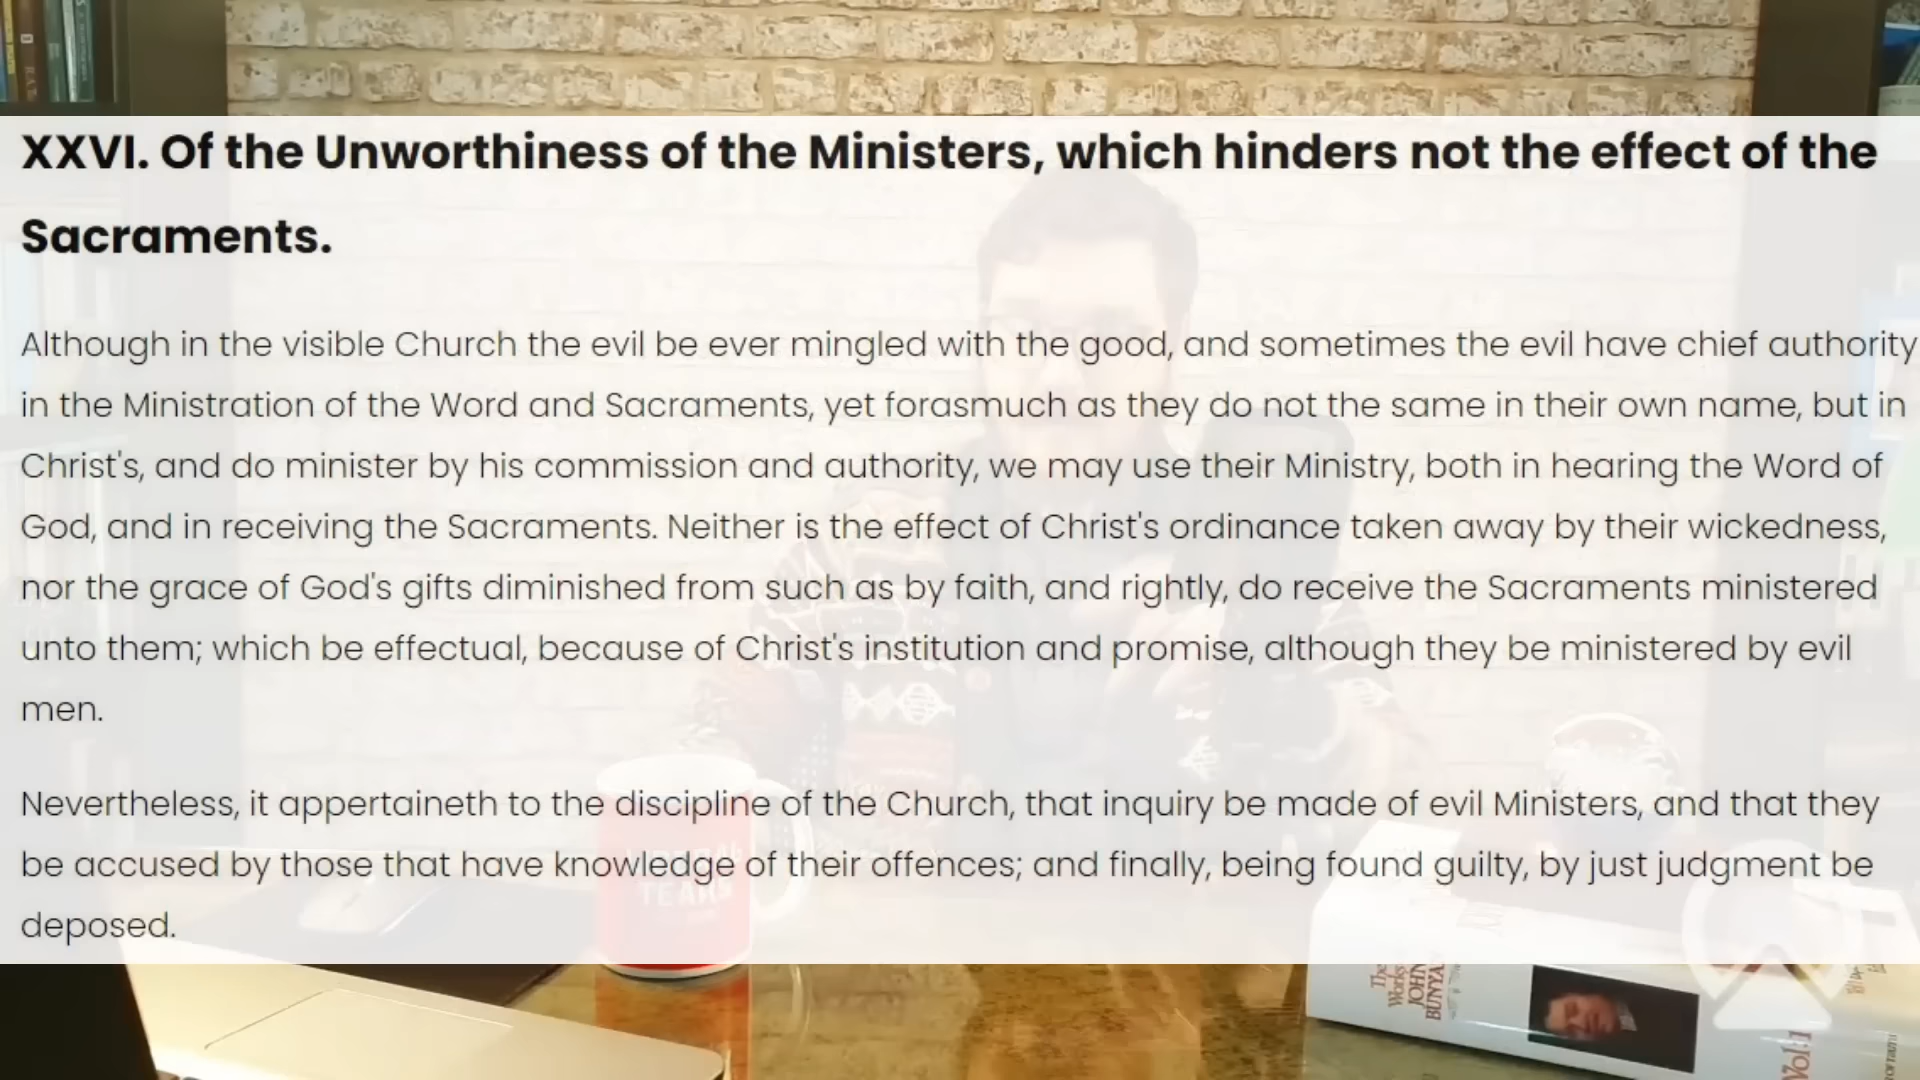 XXVI. Of the Unworthiness of the Ministers, which hinders not the effect of the
Sacraments.
Although in the visible Church the evil be ever mingled with the good, and sometimes the evil have chief authority
in the Ministration of the Word and Sacraments, yet forasmuch as they do not the same in their own name, but in
Christ's, and do minister by his commission and authority, we may use their Ministry, both in hearing the Word of
God, and in receiving the Sacraments. Neither is the effect of Christ's ordinance taken away by their wickedness,
nor the grace of God's gifts diminished from such as by faith, and rightly, do receive the Sacraments ministered
unto them; which be effectual, because of Christ's institution and promise, although they be ministered by evil
men.
Nevertheless, it appertaineth to the discipline of the Church, that inquiry be made of evil Ministers, and that they
be accused by those that have knowledge of their offences; and finally, being found guilty, by just judgment be
deposed.
LIBERAL
TEARS
The
Works
JOHN
BUNYAN
Vol:1